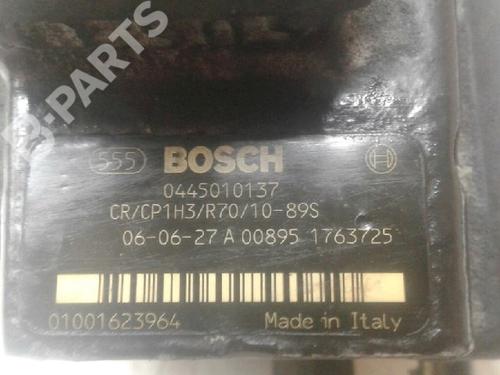 B-PARTS
555 BOSCH
0445010137
CR/CP1H3/R70/10-89S
06-06-27 A 00895 1763725
01001623964 Made in Italy